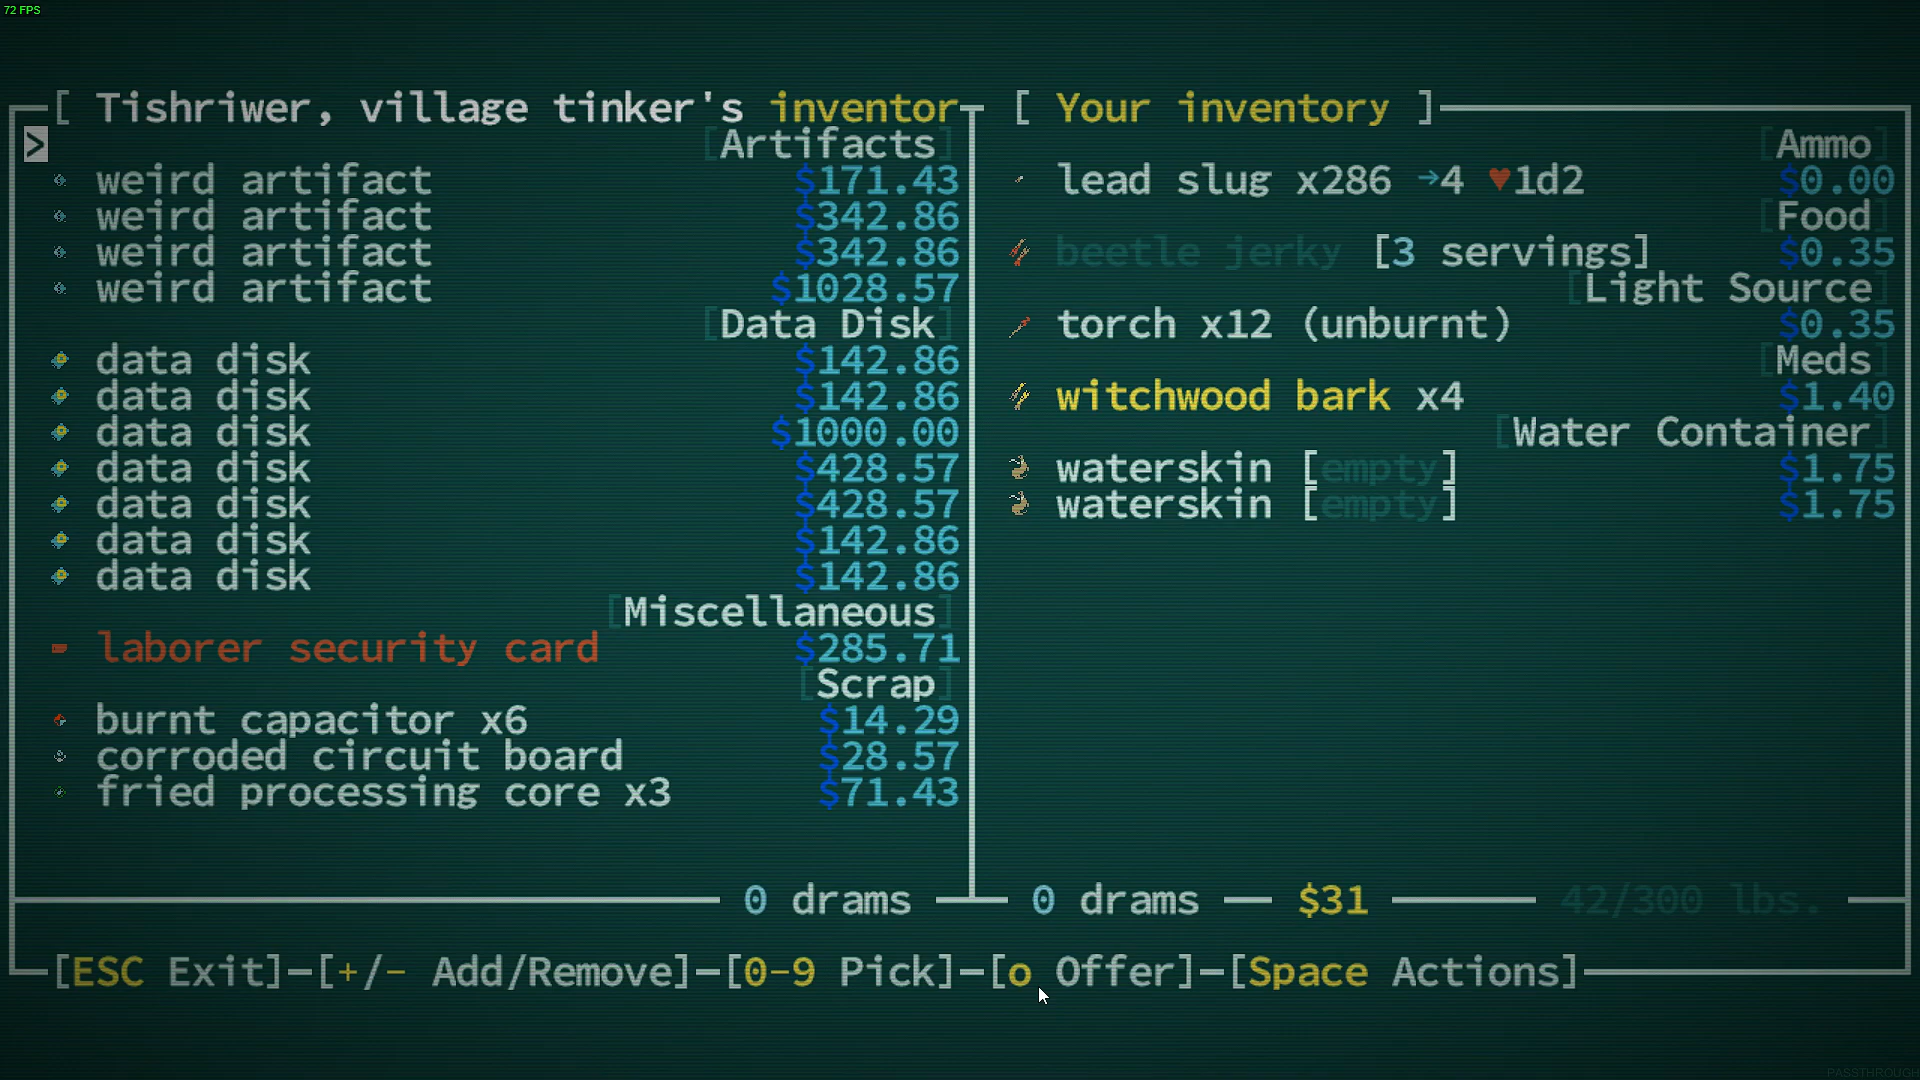 72 FPS
[ Tishriwer, village tinker's inventor
[ Your inventory ]
>
[Artifacts]
weird artifact $171.43
weird artifact $342.86
weird artifact $342.86
weird artifact $1028.57
[Data Disk]
data disk $142.86
data disk $142.86
data disk $1000.00
data disk $428.57
data disk $428.57
data disk $142.86
data disk $142.86
[Miscellaneous]
laborer security card $285.71
[Scrap]
burnt capacitor x6 $14.29
corroded circuit board $28.57
fried processing core x3 $71.43
[Ammo]
lead slug x286 →4 ♥1d2 $0.00
[Food]
beetle jerky [3 servings] $0.35
[Light Source]
torch x12 (unburnt) $0.35
[Meds]
witchwood bark x4 $1.40
[Water Container]
waterskin [empty] $1.75
waterskin [empty] $1.75
0 drams
0 drams $31 42/300 lbs.
[ESC Exit]-[+/- Add/Remove]-[0-9 Pick]-[o Offer]-[Space Actions]
PASSTHROUGH